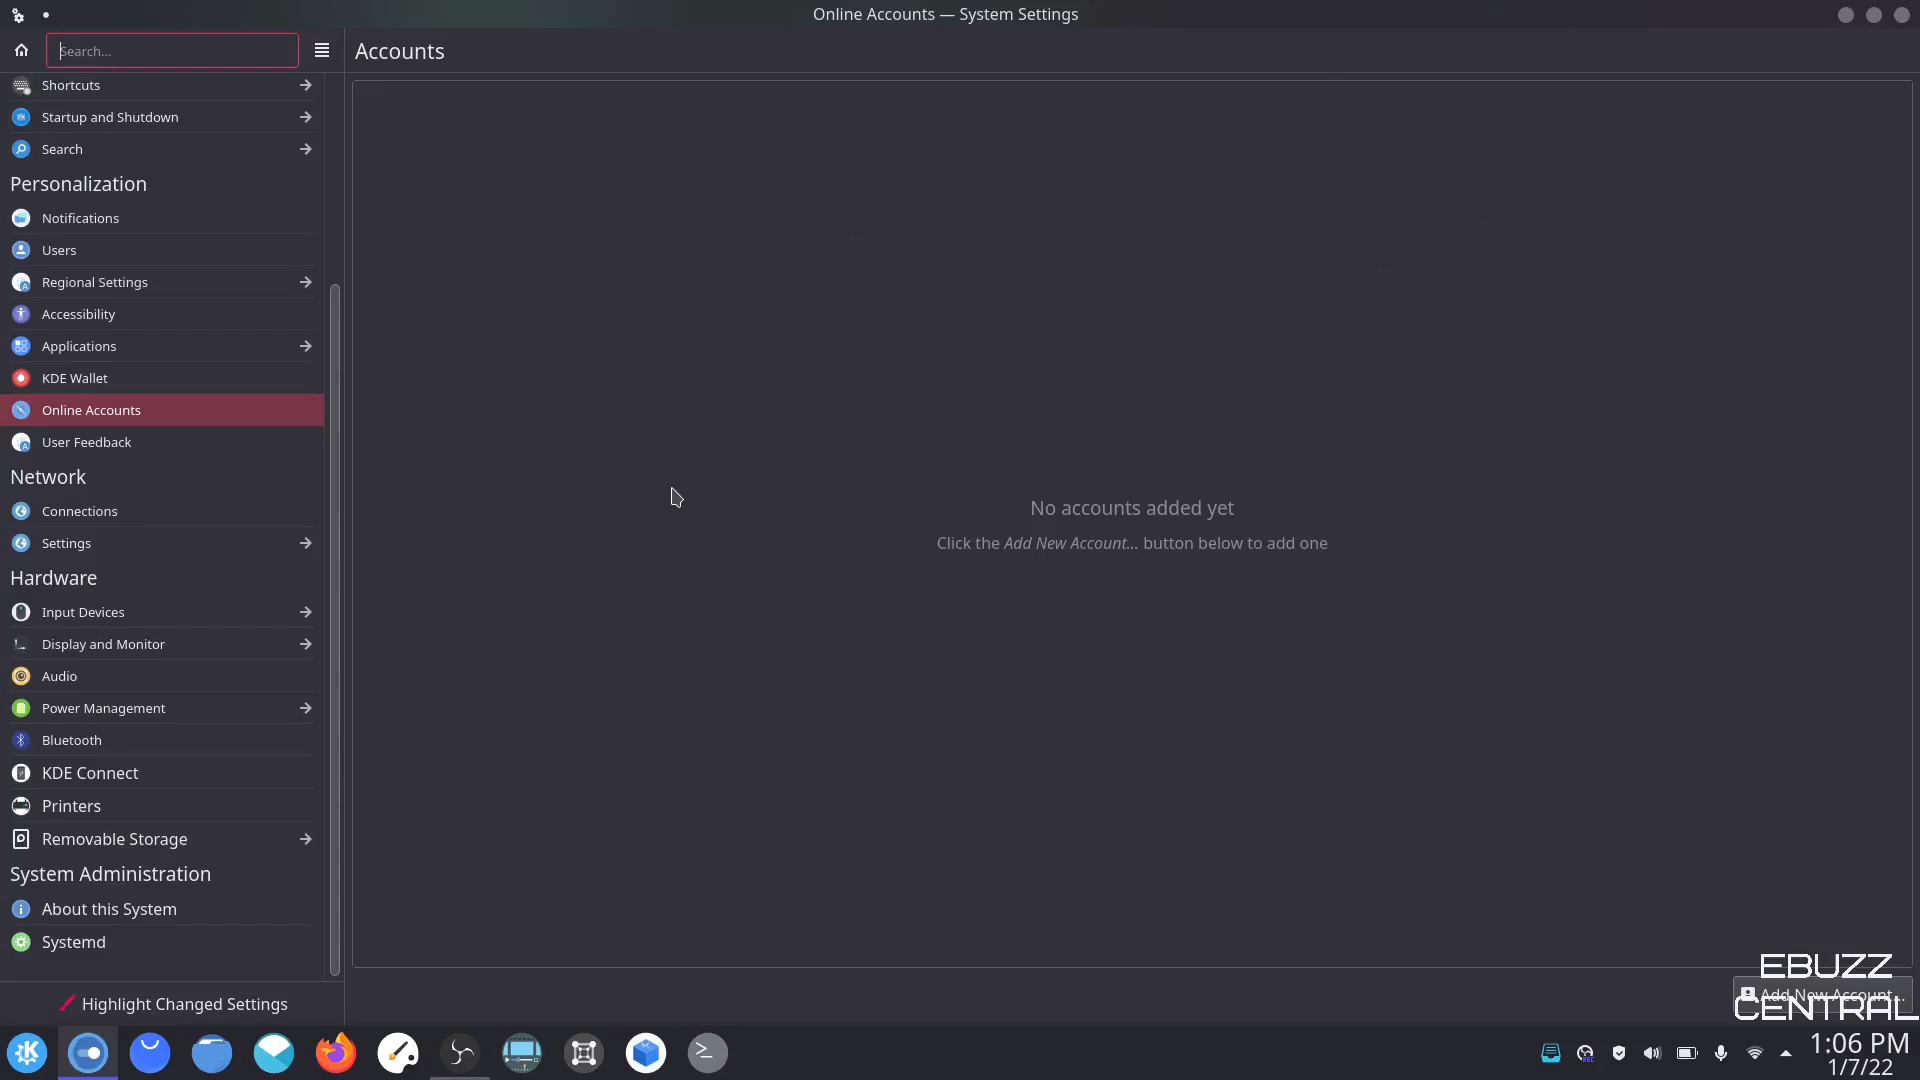 Online Accounts — System Settings
Search...
Accounts
Shortcuts
Startup and Shutdown
Search
Personalization
Notifications
Users
Regional Settings
Accessibility
Applications
KDE Wallet
Online Accounts
User Feedback
Network
Connections
Settings
Hardware
Input Devices
Display and Monitor
Audio
Power Management
Bluetooth
KDE Connect
Printers
Removable Storage
System Administration
About this System
Systemd
Highlight Changed Settings
No accounts added yet
Click the Add New Account... button below to add one
Add New Account...
EBUZZ
CENTRAL
1:06 PM
1/7/22